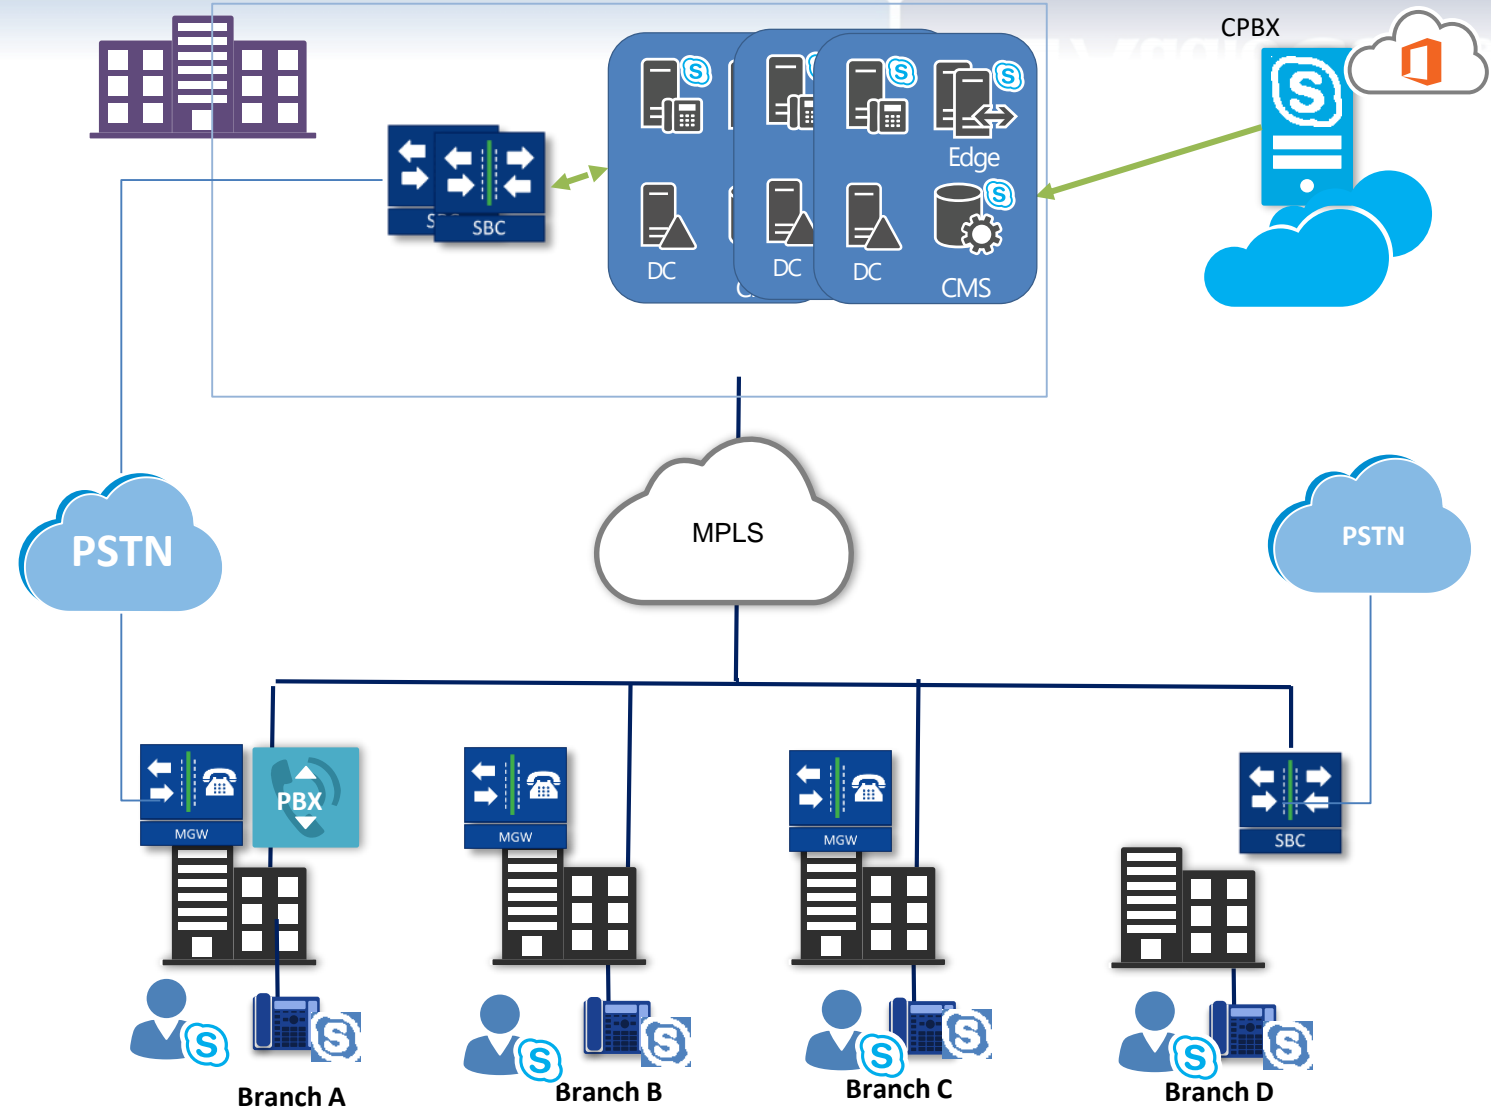 CPBX
Edge
SBC
DC
DC
DC
CMS
PSTN
MPLS
PSTN
PBX
MGW
MGW
MGW
SBC
Branch A
Branch B
Branch C
Branch D